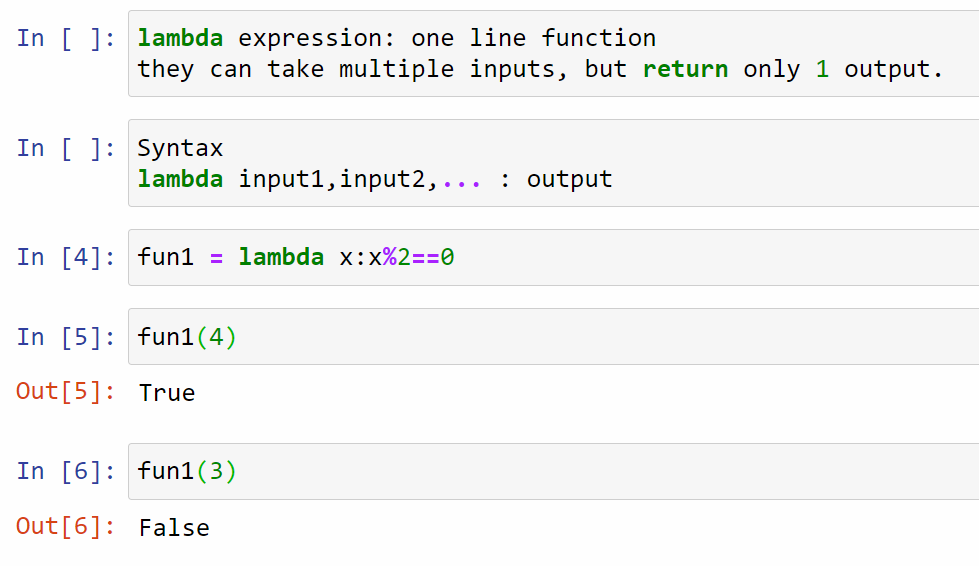 In [ ]: lambda expression: one line function
they can take multiple inputs, but return only 1 output.
In [ ]: Syntax
lambda input1,input2,... : output
In [4]: fun1 = lambda x:x%2==0
In [5]: fun1(4)
Out[5]: True
In [6]: fun1(3)
Out[6]: False